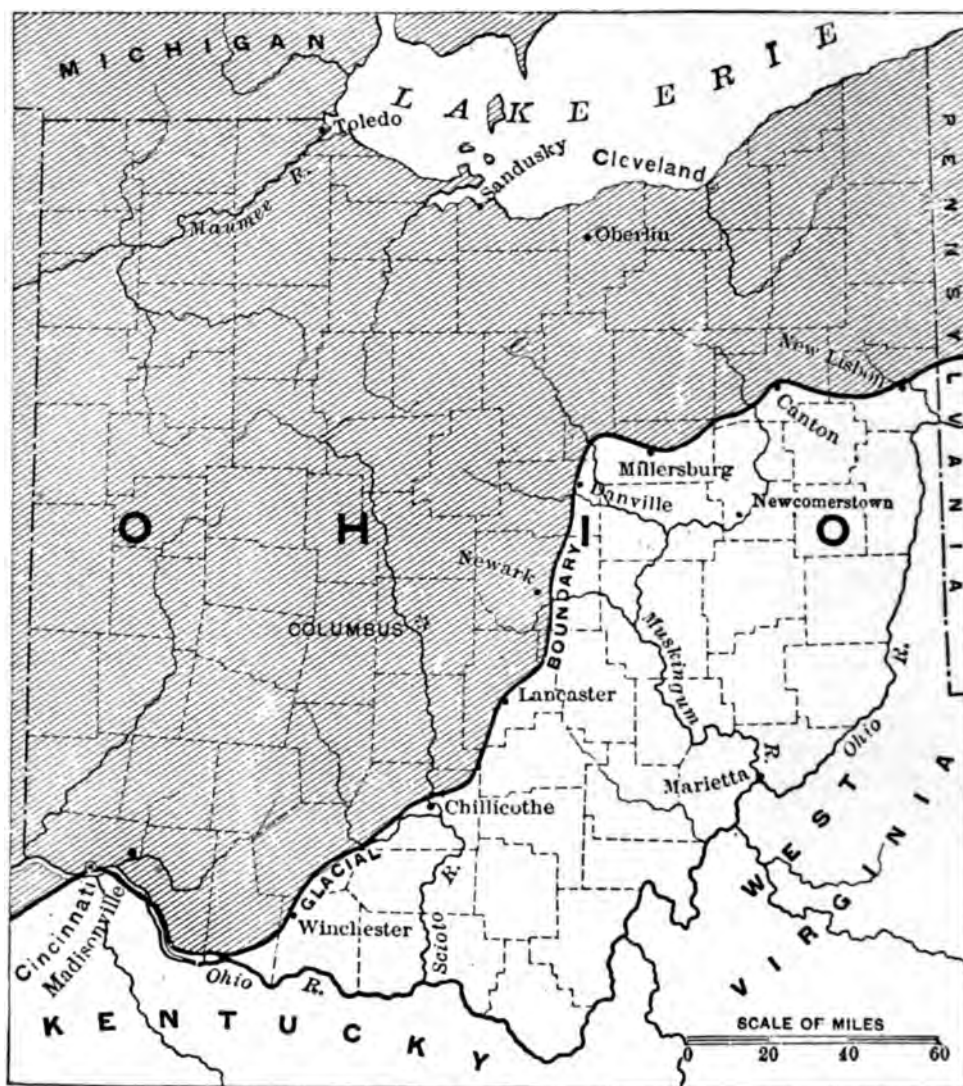 MICHIGAN
LAKE ERIE
Toledo
Maumee R.
Sandusky
Cleveland
Oberlin
PENNSYLVANIA
New Lisbon
Canton
Millersburg
Danville
Newcomerstown
OHIO
Newark
COLUMBUS
GLACIAL BOUNDARY
Muskingum R.
Lancaster
Ohio R.
Marietta
Chillicothe
WEST VIRGINIA
Cincinnati
Madisonville
Winchester
Scioto R.
Ohio R.
KENTUCKY
SCALE OF MILES
0 20 40 60